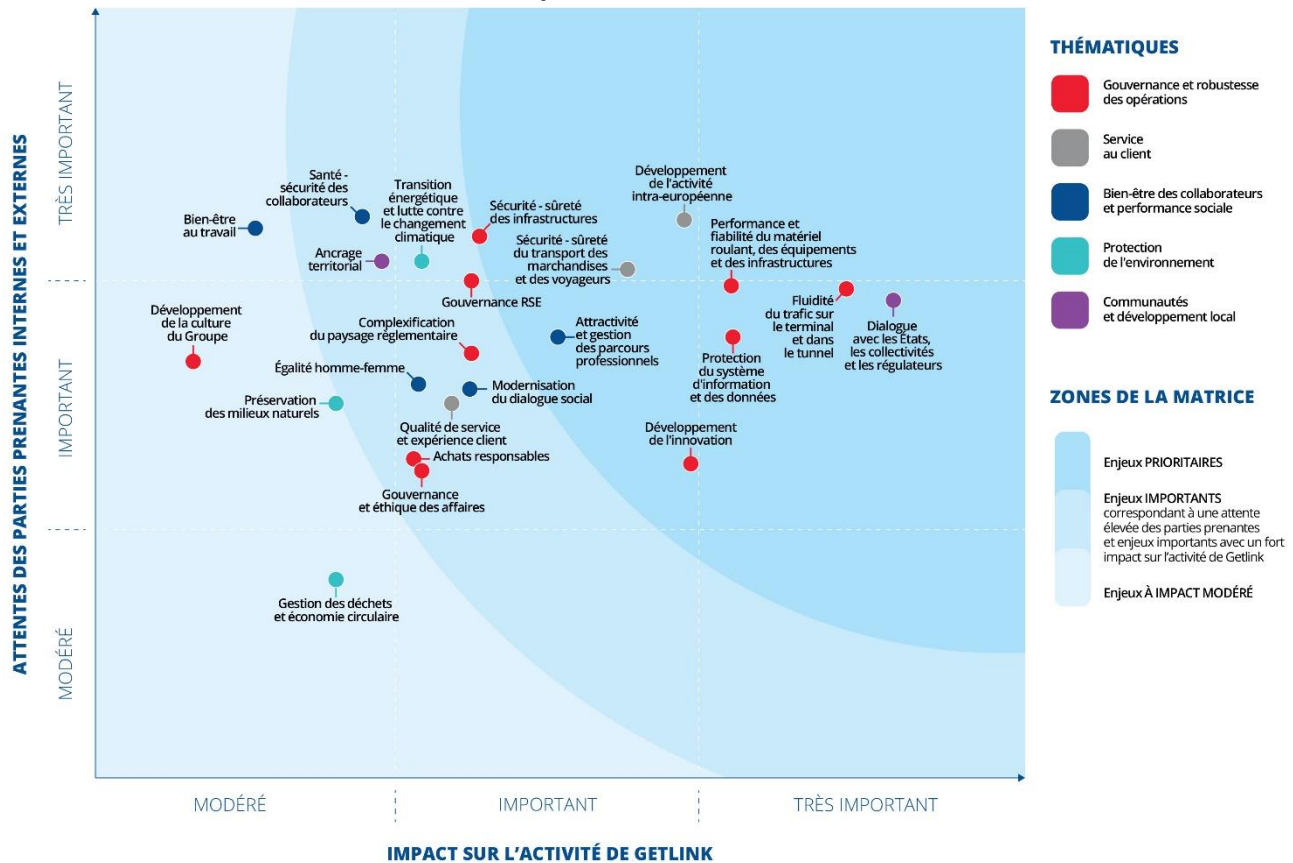 ATTENTES DES PARTIES PRENANTES INTERNES ET EXTERNES
TRÈS IMPORTANT
IMPORTANT
MODÉRÉ
Bien-être
au travail
Santé -
sécurité des
collaborateurs
Ancrage
territorial
Transition
énergétique
et lutte contre
le changement
climatique
Sécurité - sûreté
des infrastructures
Sécurité - sûreté
du transport des
marchandises
et des voyageurs
Développement
de l'activité
intra-européenne
Performance et
fiabilité du matériel
roulant, des équipements
et des infrastructures
Gouvernance RSE
Fluidité
du trafic sur
le terminal
et dans
le tunnel
Dialogue
avec les États,
les collectivités
et les régulateurs
Développement
de la culture
du Groupe
Complexification
du paysage réglementaire
Attractivité
et gestion
des parcours
professionnels
Protection
du système
d'information
et des données
Égalité homme-femme
Modernisation
du dialogue social
Préservation
des milieux naturels
Qualité de service
et expérience client
Développement
de l'innovation
Achats responsables
Gouvernance
et éthique des affaires
Gestion des déchets
et économie circulaire
MODÉRÉ
IMPORTANT
TRÈS IMPORTANT
IMPACT SUR L'ACTIVITÉ DE GETLINK
THÉMATIQUES
Gouvernance et robustesse
des opérations
Service
au client
Bien-être des collaborateurs
et performance sociale
Protection
de l'environnement
Communautés
et développement local
ZONES DE LA MATRICE
Enjeux PRIORITAIRES
Enjeux IMPORTANTS
correspondant à une attente
élevée des parties prenantes
et enjeux importants avec un fort
impact sur l'activité de Getlink
Enjeux À IMPACT MODÉRÉ